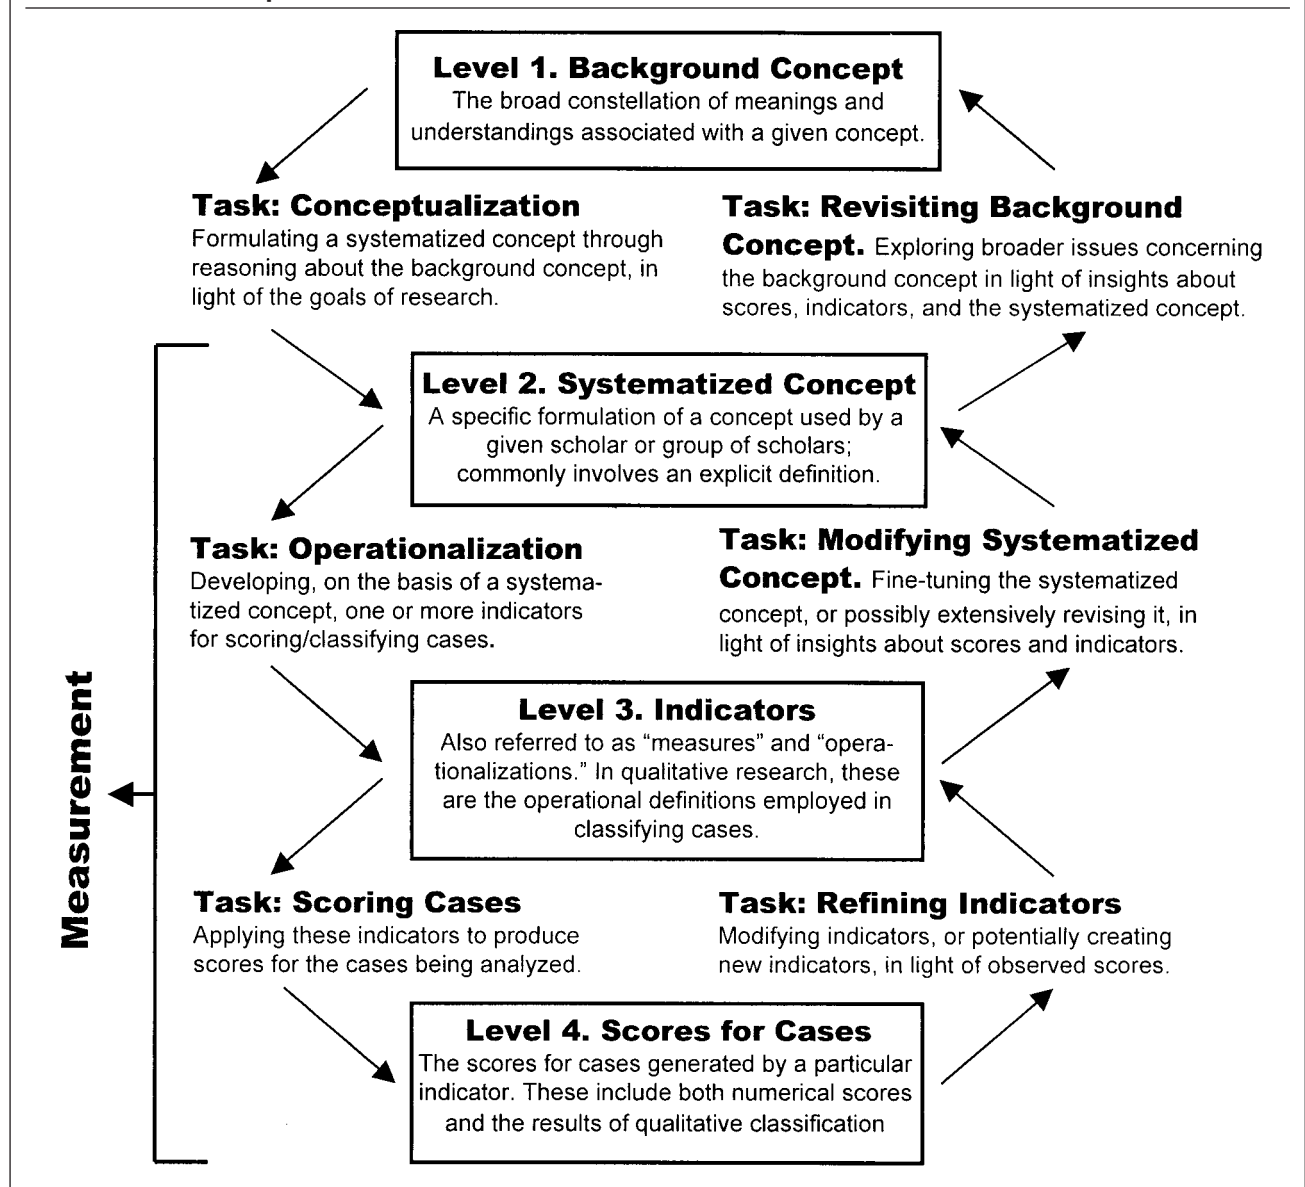 Level 1. Background Concept
The broad constellation of meanings and
understandings associated with a given concept.
Task: Conceptualization
Formulating a systematized concept through
reasoning about the background concept, in
light of the goals of research.
Task: Revisiting Background
Concept. Exploring broader issues concerning
the background concept in light of insights about
scores, indicators, and the systematized concept.
Level 2. Systematized Concept
A specific formulation of a concept used by a
given scholar or group of scholars;
commonly involves an explicit definition.
Task: Operationalization
Developing, on the basis of a systema-
tized concept, one or more indicators
for scoring/classifying cases.
Task: Modifying Systematized
Concept. Fine-tuning the systematized
concept, or possibly extensively revising it, in
light of insights about scores and indicators.
Measurement
Level 3. Indicators
Also referred to as “measures” and “opera-
tionalizations.” In qualitative research, these
are the operational definitions employed in
classifying cases.
Task: Scoring Cases
Applying these indicators to produce
scores for the cases being analyzed.
Task: Refining Indicators
Modifying indicators, or potentially creating
new indicators, in light of observed scores.
Level 4. Scores for Cases
The scores for cases generated by a particular
indicator. These include both numerical scores
and the results of qualitative classification